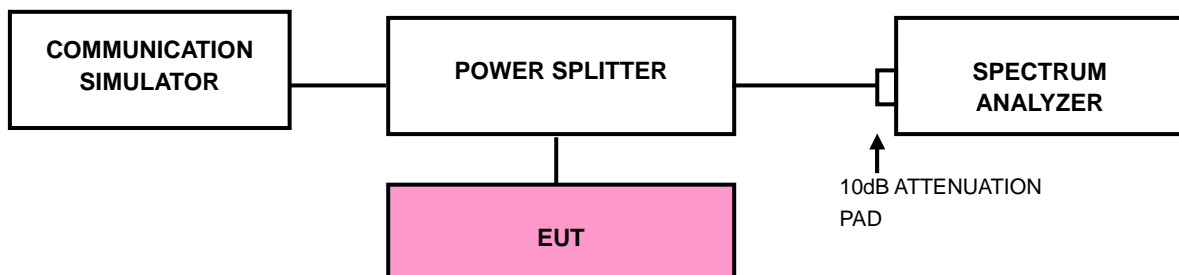 COMMUNICATION
SIMULATOR
POWER SPLITTER
SPECTRUM
ANALYZER
10dB ATTENUATION
PAD
EUT